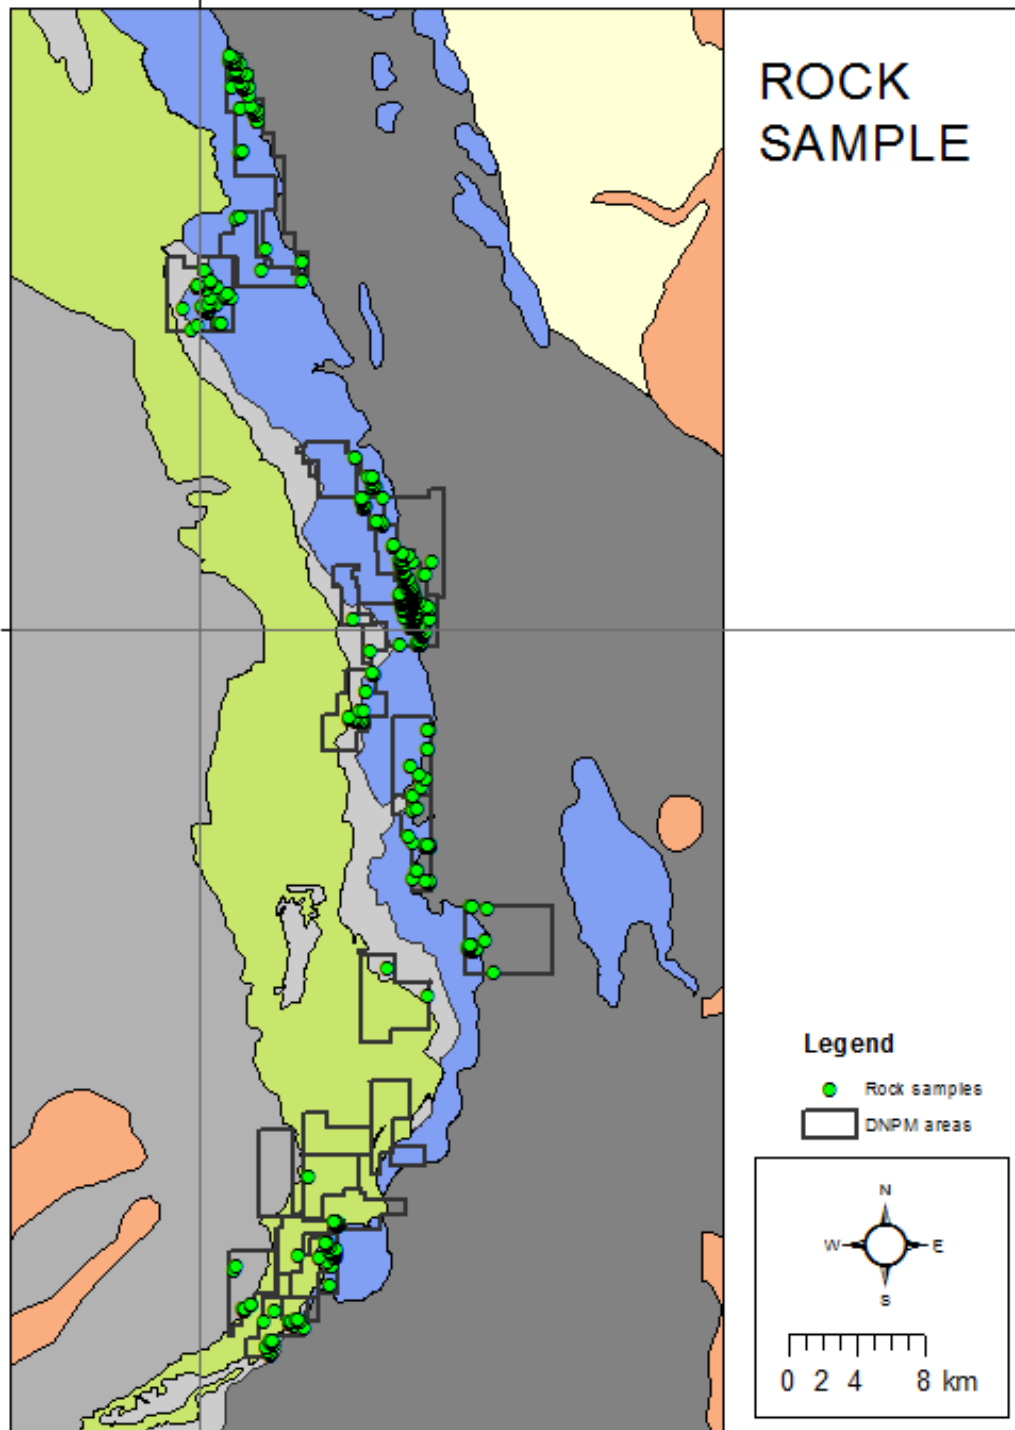 ROCK
SAMPLE
Legend
Rock samples
DNPM areas
N
W E
S
0 2 4 8 km